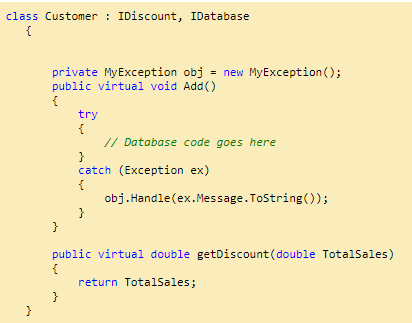 class Customer : IDiscount, IDatabase
{
private MyException obj = new MyException();
public virtual void Add()
{
try
{
// Database code goes here
}
catch (Exception ex)
{
obj.Handle(ex.Message.ToString());
}
}
public virtual double getDiscount(double TotalSales)
{
return TotalSales;
}
}